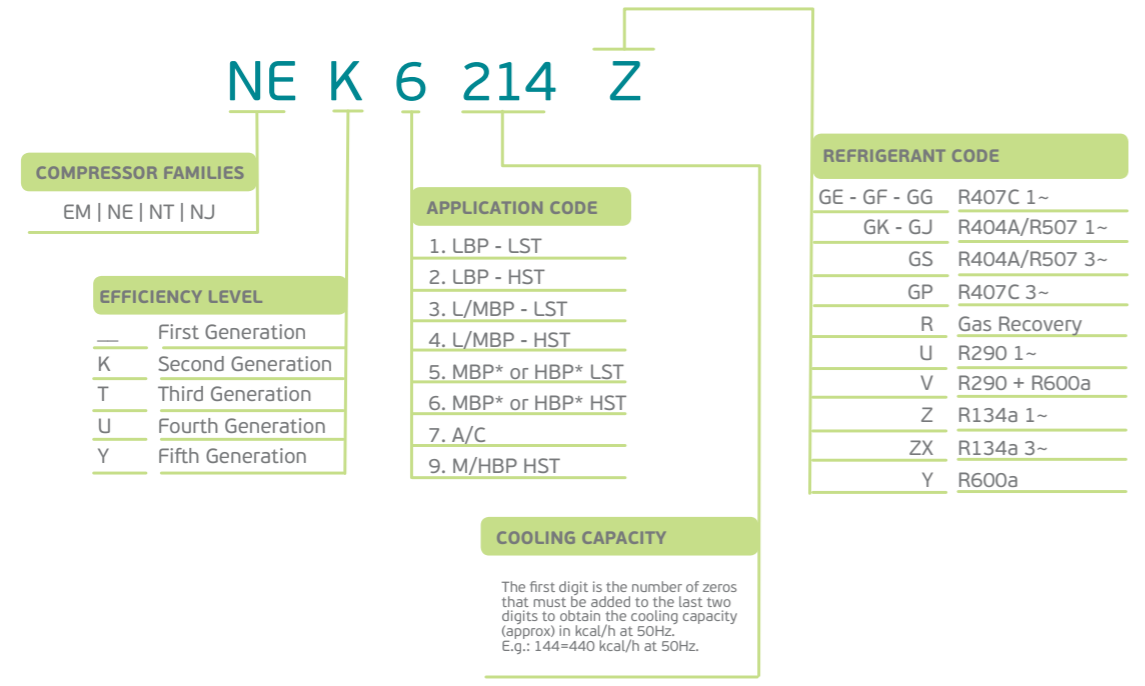 NE K 6 214 Z
COMPRESSOR FAMILIES
EM | NE | NT | NJ
EFFICIENCY LEVEL
__ First Generation
K Second Generation
T Third Generation
U Fourth Generation
Y Fifth Generation
APPLICATION CODE
1. LBP - LST
2. LBP - HST
3. L/MBP - LST
4. L/MBP - HST
5. MBP* or HBP* LST
6. MBP* or HBP* HST
7. A/C
9. M/HBP HST
COOLING CAPACITY
The first digit is the number of zeros
that must be added to the last two
digits to obtain the cooling capacity
(approx) in kcal/h at 50Hz.
E.g.: 144=440 kcal/h at 50Hz.
REFRIGERANT CODE
GE - GF - GG R407C 1~
GK - GJ R404A/R507 1~
GS R404A/R507 3~
GP R407C 3~
R Gas Recovery
U R290 1~
V R290 + R600a
Z R134a 1~
ZX R134a 3~
Y R600a